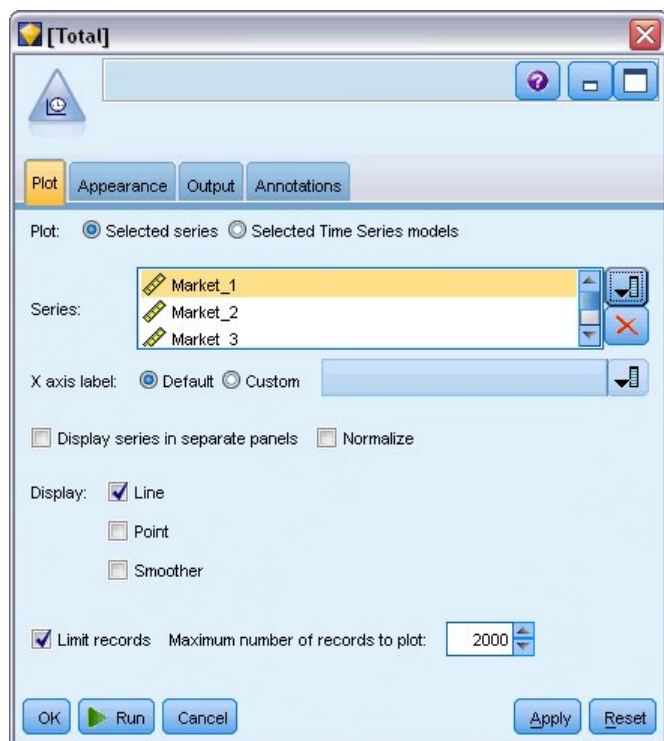 [Total]
Plot Appearance Output Annotations
Plot: Selected series Selected Time Series models
Series:
Market_1
Market_2
Market_3
X axis label: Default Custom
Display series in separate panels Normalize
Display: Line
Point
Smoother
Limit records Maximum number of records to plot: 2000
OK Run Cancel Apply Reset